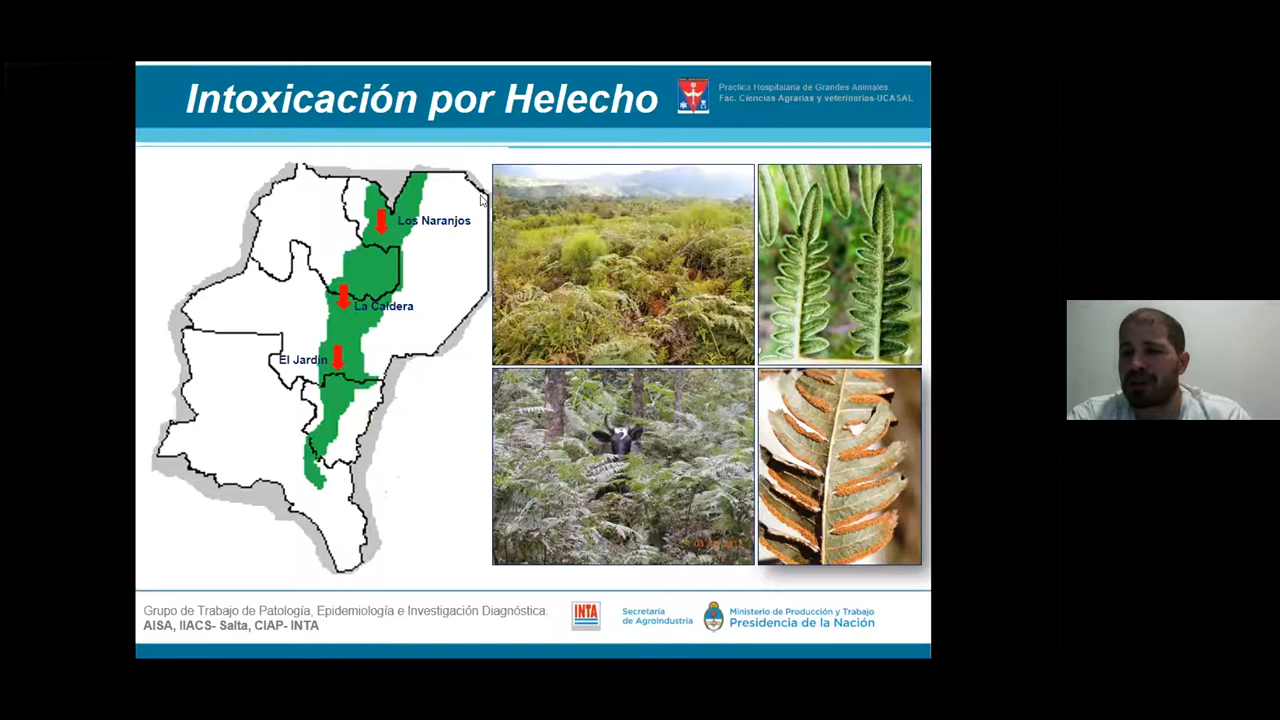 Intoxicación por Helecho
Practica Hospitalaria de Grandes Animales.
Fac. Ciencias Agrarias y veterinarias-UCASAL
Los Naranjos
La Caldera
El Jardín
Grupo de Trabajo de Patología, Epidemiología e Investigación Diagnóstica.
AISA, IIACS- Salta, CIAP- INTA
INTA
Secretaría
de Agroindustria
Ministerio de Producción y Trabajo
Presidencia de la Nación